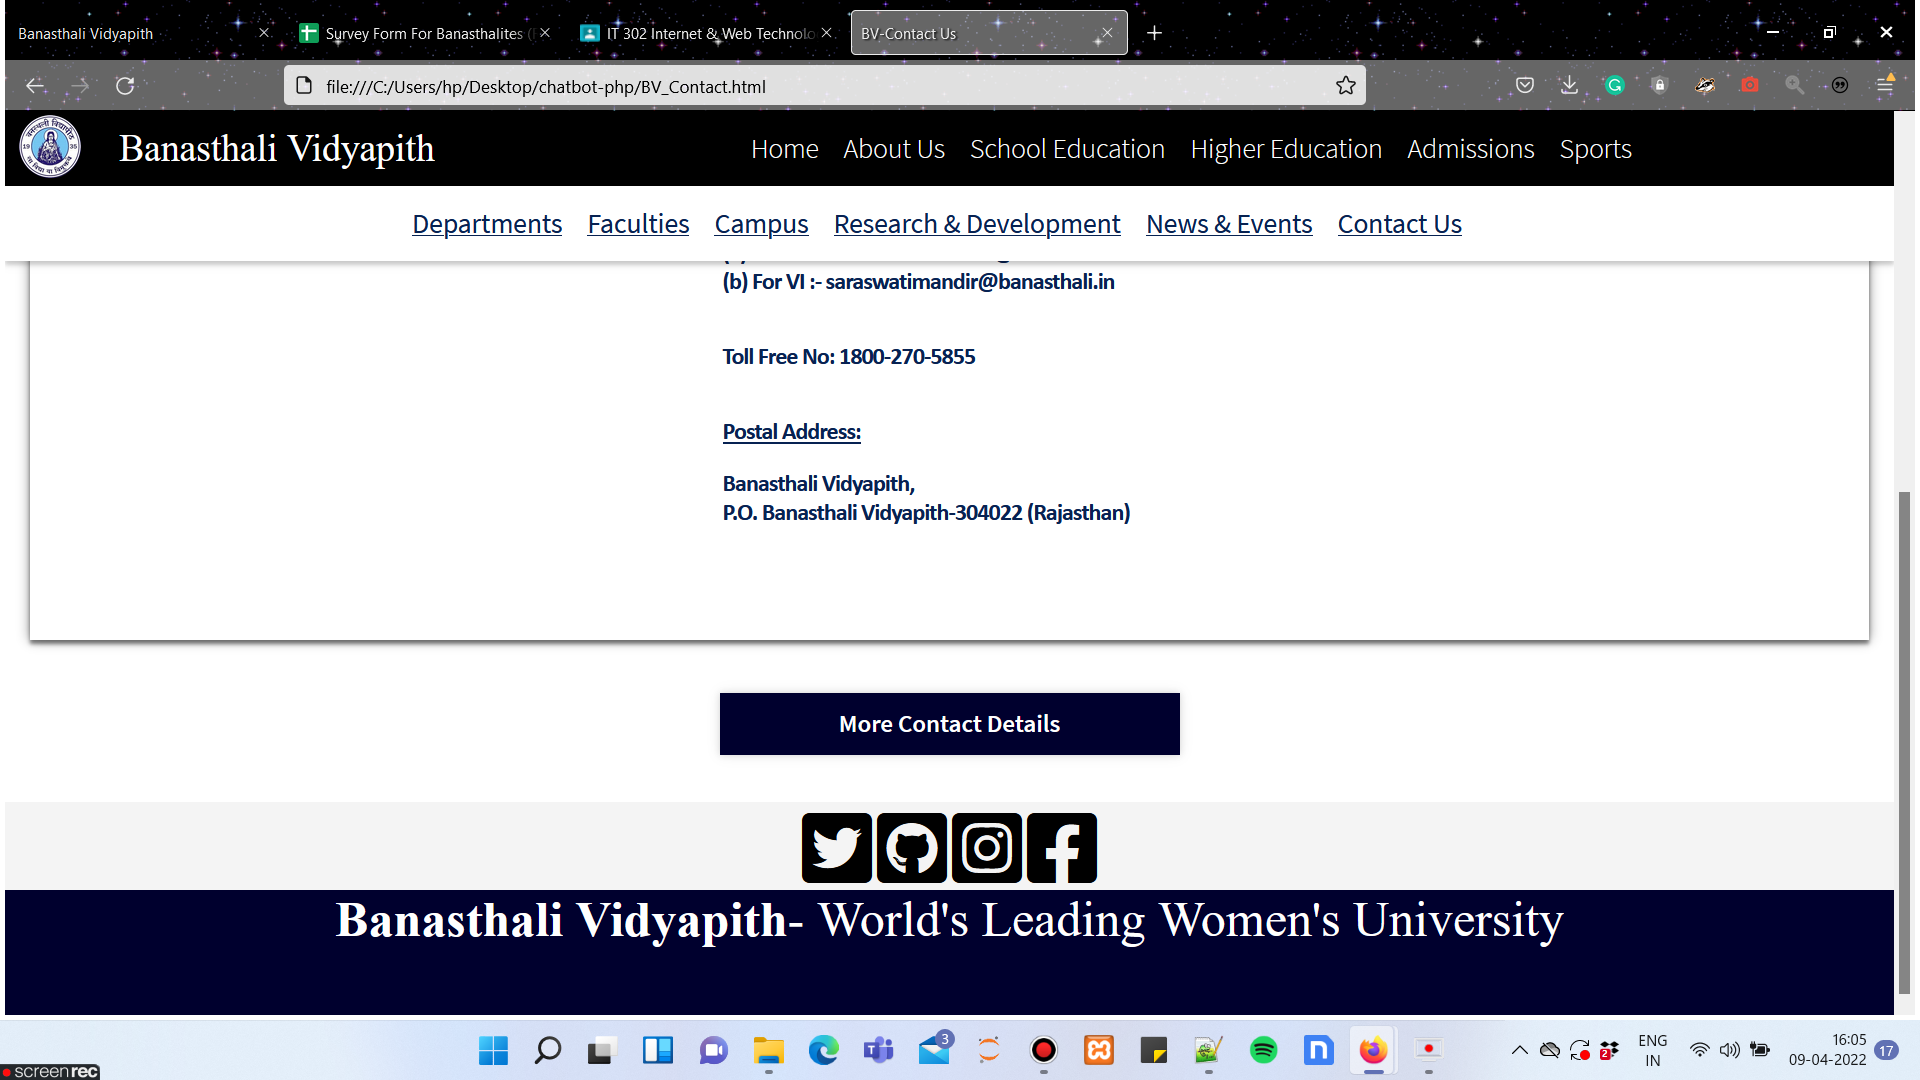 Banasthali Vidyapith
Survey Form For Banasthalites (
IT 302 Internet & Web Technolo
BV-Contact Us
file:///C:/Users/hp/Desktop/chatbot-php/BV_Contact.html
Banasthali Vidyapith
Home About Us School Education Higher Education Admissions Sports
Departments Faculties Campus Research & Development News & Events Contact Us
(b) For VI :- saraswatimandir@banasthali.in
Toll Free No: 1800-270-5855
Postal Address:
Banasthali Vidyapith,
P.O. Banasthali Vidyapith-304022 (Rajasthan)
More Contact Details
Banasthali Vidyapith- World's Leading Women's University
3
2
ENG
IN
16:05
09-04-2022
17
screenrec